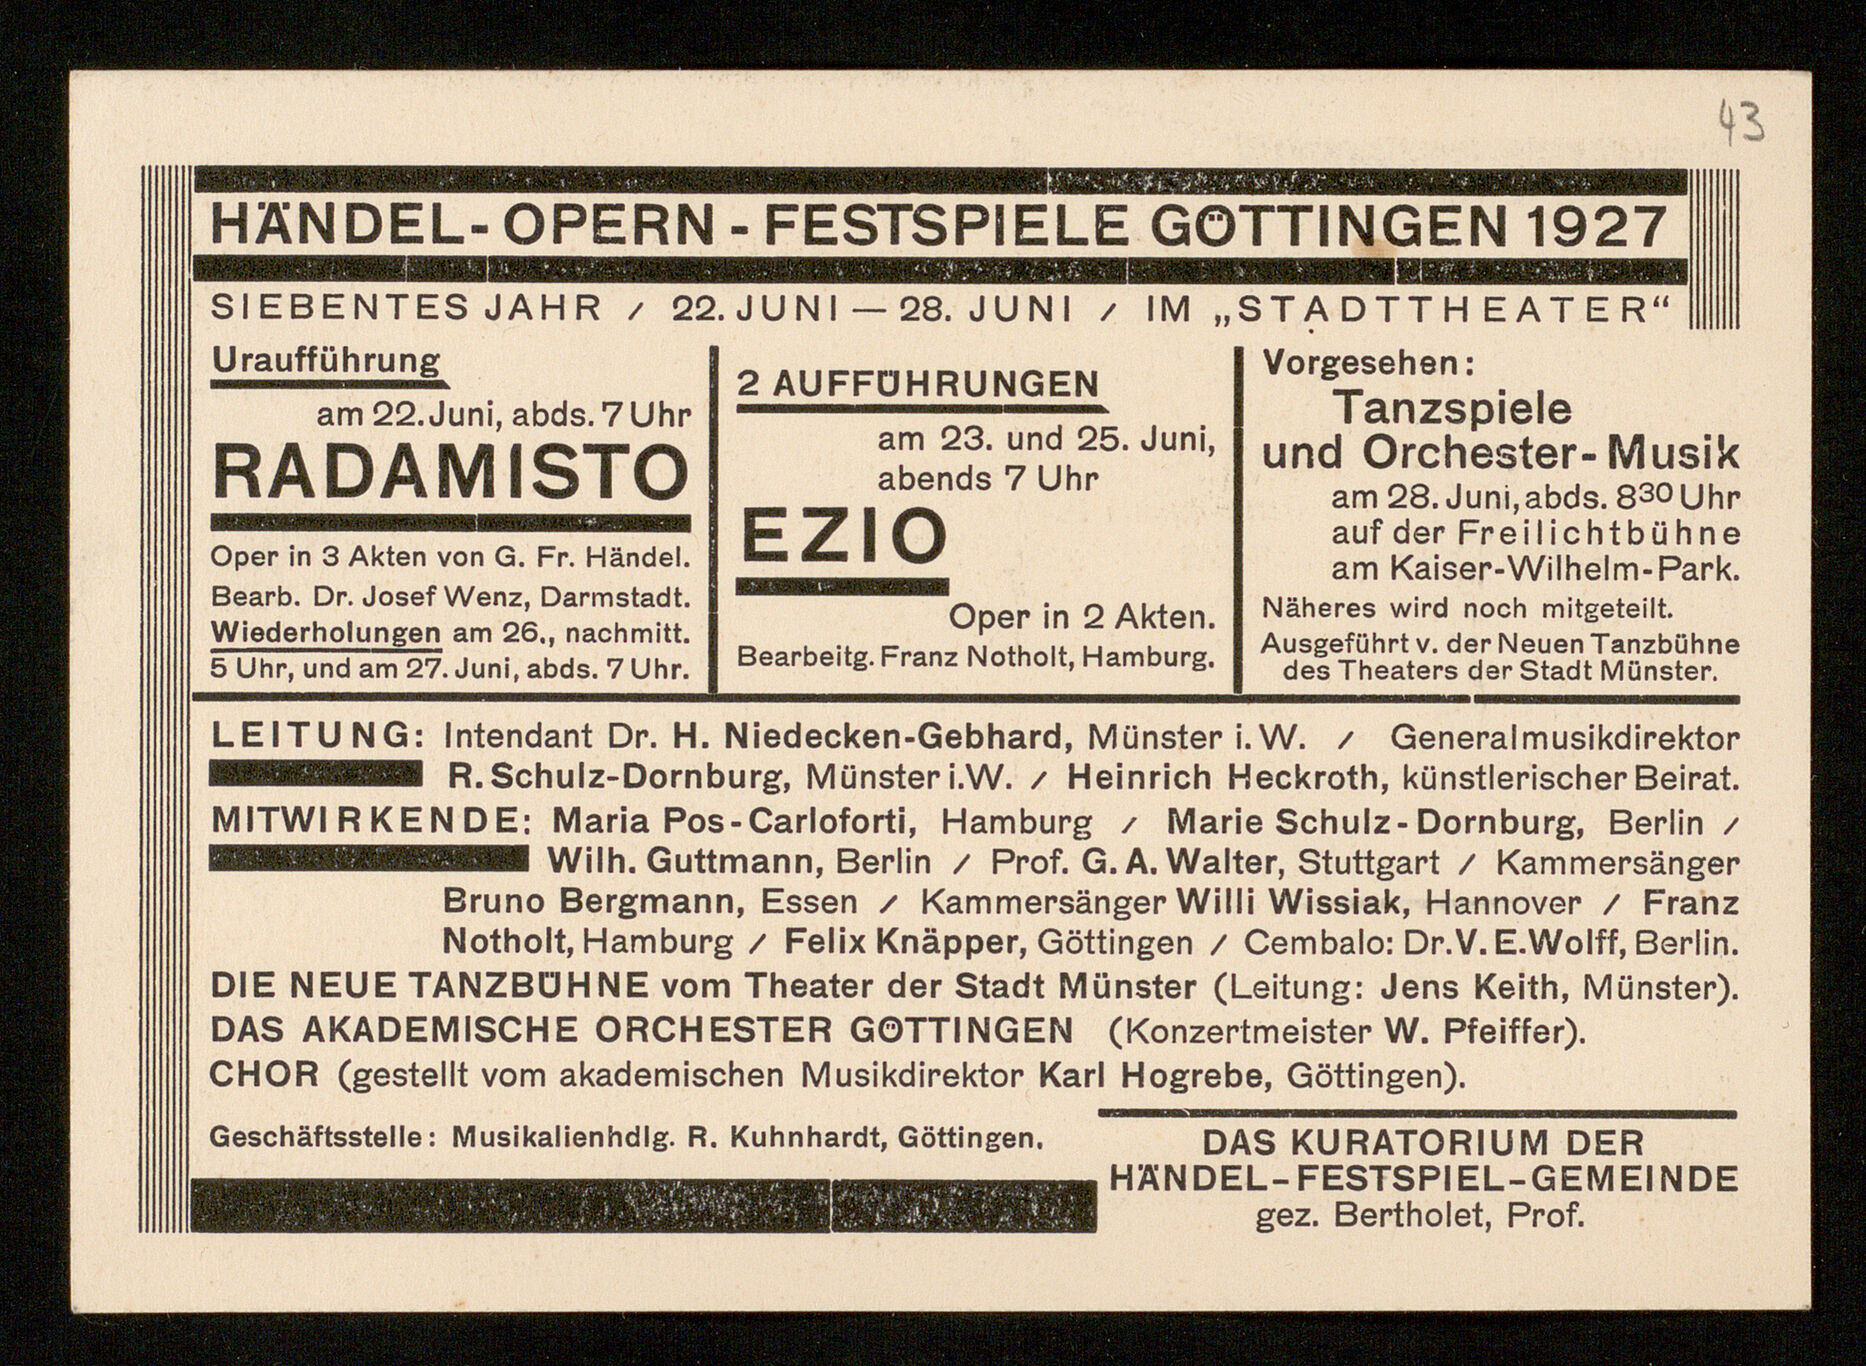 43
HÄNDEL-OPERN-FESTSPIELE GÖTTINGEN 1927
SIEBENTES JAHR / 22. JUNI — 28. JUNI / IM „STADTTHEATER“
Uraufführung
am 22. Juni, abds. 7 Uhr
RADAMISTO
Oper in 3 Akten von G. Fr. Händel.
Bearb. Dr. Josef Wenz, Darmstadt.
Wiederholungen am 26., nachmitt.
5 Uhr, und am 27. Juni, abds. 7 Uhr.
2 AUFFÜHRUNGEN
am 23. und 25. Juni,
abends 7 Uhr
EZIO
Oper in 2 Akten.
Bearbeitg. Franz Notholt, Hamburg.
Vorgesehen:
Tanzspiele
und Orchester-Musik
am 28. Juni, abds. 8³⁰ Uhr
auf der Freilichtbühne
am Kaiser-Wilhelm-Park.
Näheres wird noch mitgeteilt.
Ausgeführt v. der Neuen Tanzbühne
des Theaters der Stadt Münster.
LEITUNG: Intendant Dr. H. Niedecken-Gebhard, Münster i. W. / Generalmusikdirektor
R. Schulz-Dornburg, Münster i. W. / Heinrich Heckroth, künstlerischer Beirat.
MITWIRKENDE: Maria Pos-Carloforti, Hamburg / Marie Schulz-Dornburg, Berlin /
Wilh. Guttmann, Berlin / Prof. G. A. Walter, Stuttgart / Kammersänger
Bruno Bergmann, Essen / Kammersänger Willi Wissiak, Hannover / Franz
Notholt, Hamburg / Felix Knäpper, Göttingen / Cembalo: Dr. V. E. Wolff, Berlin.
DIE NEUE TANZBÜHNE vom Theater der Stadt Münster (Leitung: Jens Keith, Münster).
DAS AKADEMISCHE ORCHESTER GÖTTINGEN (Konzertmeister W. Pfeiffer).
CHOR (gestellt vom akademischen Musikdirektor Karl Hogrebe, Göttingen).
Geschäftsstelle: Musikalienhdlg. R. Kuhnhardt, Göttingen.
DAS KURATORIUM DER
HÄNDEL-FESTSPIEL-GEMEINDE
gez. Bertholet, Prof.